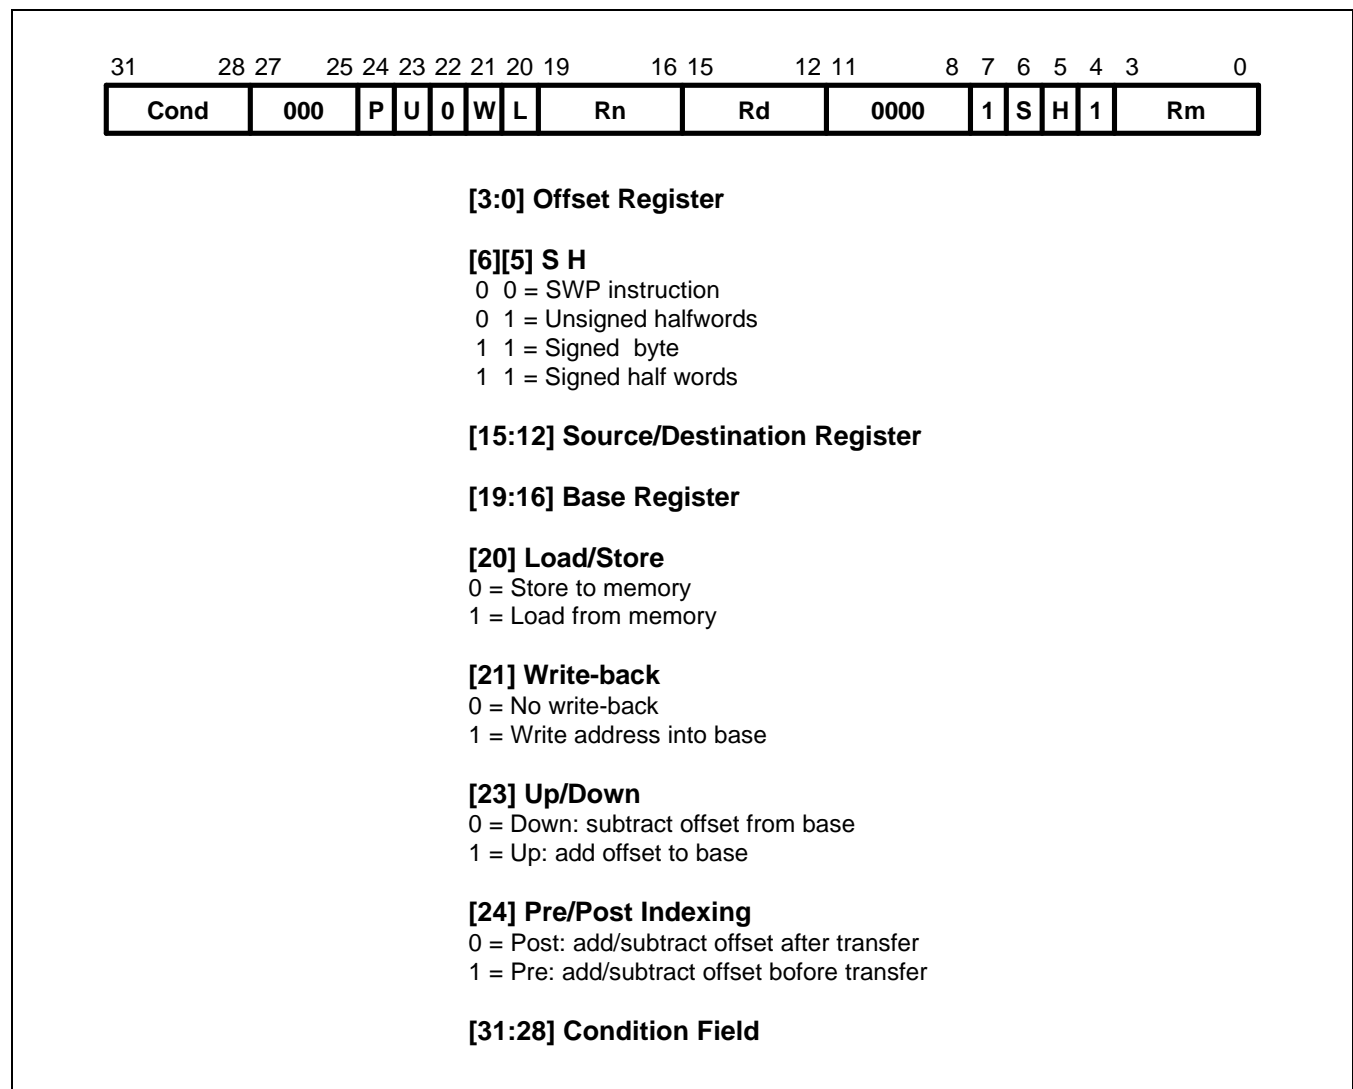 31 28 27 25 24 23 22 21 20 19 16 15 12 11 8 7 6 5 4 3 0
Cond 000 P U 0 W L Rn Rd 0000 1 S H 1 Rm
[3:0] Offset Register
[6][5] S H
0 0 = SWP instruction
0 1 = Unsigned halfwords
1 1 = Signed byte
1 1 = Signed half words
[15:12] Source/Destination Register
[19:16] Base Register
[20] Load/Store
0 = Store to memory
1 = Load from memory
[21] Write-back
0 = No write-back
1 = Write address into base
[23] Up/Down
0 = Down: subtract offset from base
1 = Up: add offset to base
[24] Pre/Post Indexing
0 = Post: add/subtract offset after transfer
1 = Pre: add/subtract offset bofore transfer
[31:28] Condition Field